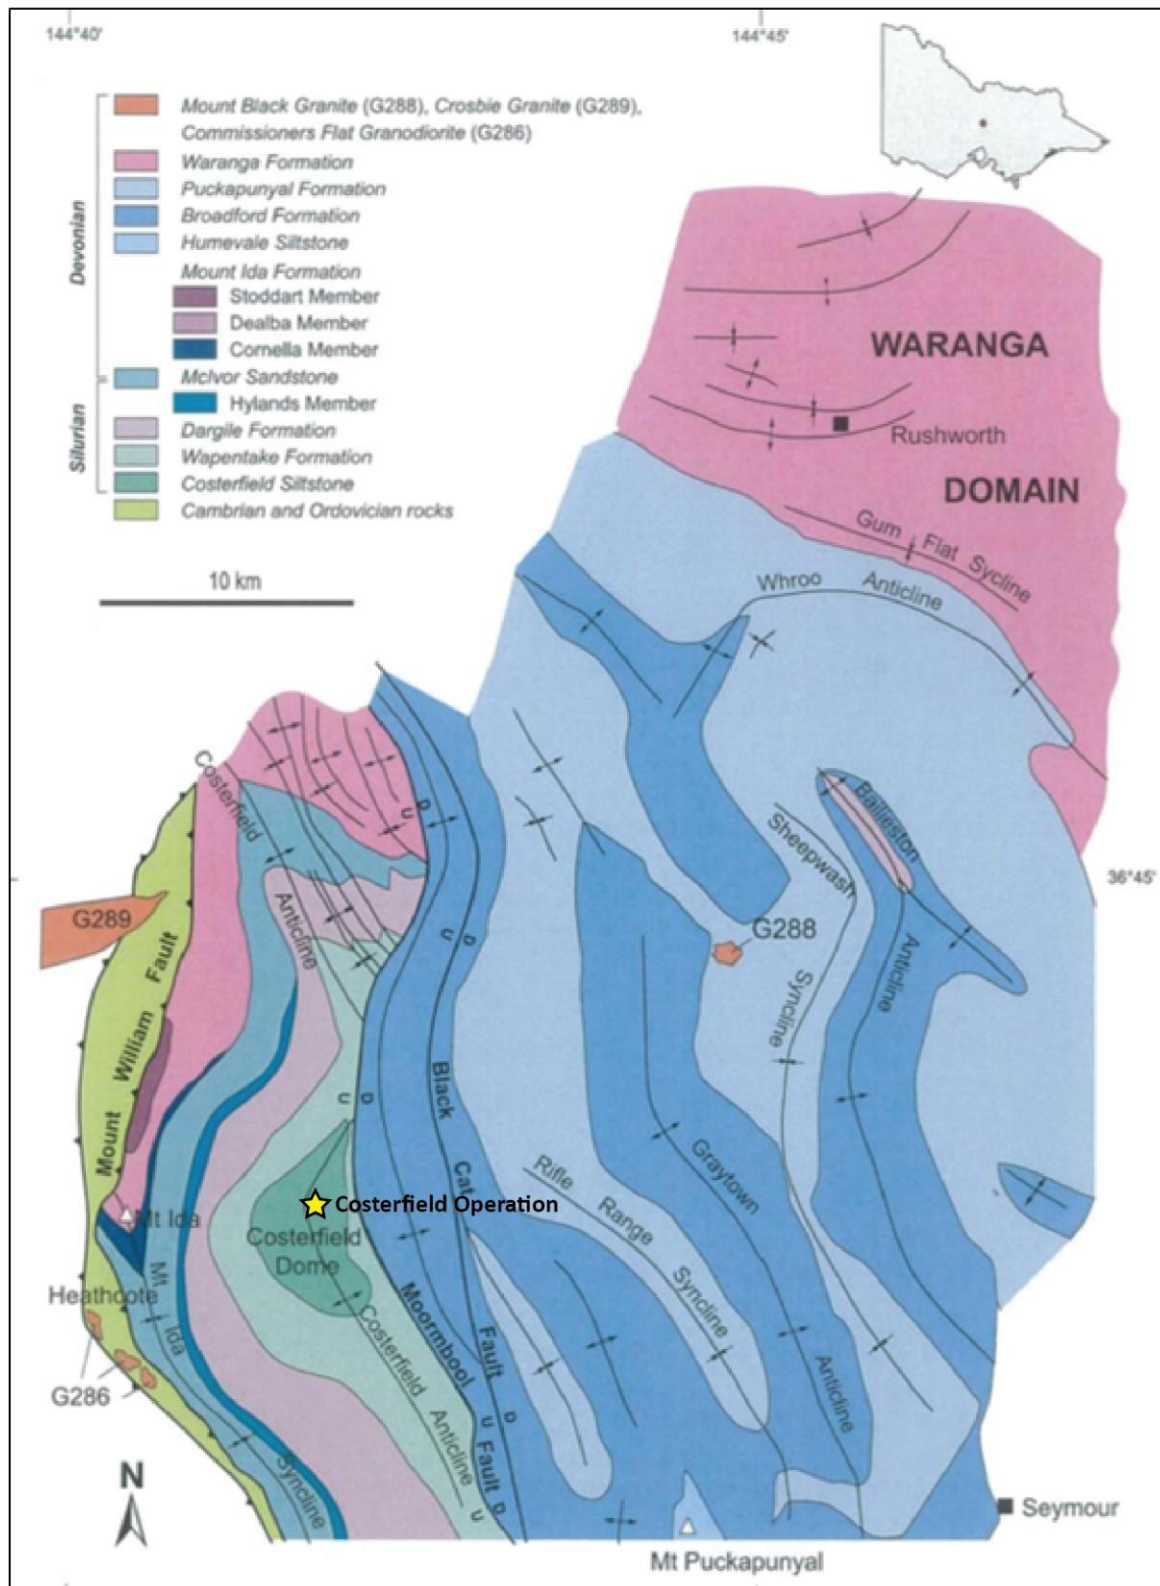 144°40'
144°45'
Devonian
Silurian
Mount Black Granite (G288), Crosbie Granite (G289),
Commissioners Flat Granodiorite (G286)
Waranga Formation
Puckapunyal Formation
Broadford Formation
Humevale Siltstone
Mount Ida Formation
Stoddart Member
Dealba Member
Cornella Member
McIvor Sandstone
Hylands Member
Dargile Formation
Wapentake Formation
Costerfield Siltstone
Cambrian and Ordovician rocks
10 km
WARANGA
Rushworth
DOMAIN
Gum Flat Sycline
Whroo Anticline
Costerfield
Anticline
U D
Bailleston
Anticline
Sheepwash
Syncline
36°45'
G289
G288
U D
Mount William Fault
U D
Black Cat Fault
Graytown
Anticline
Rifle Range Syncline
Costerfield Operation
Costerfield
Dome
Mt Ida
Heathcote
Mt Ida Syncline
Costerfield Anticline
Moormbool Fault
U D
U D
G286
N
Seymour
Mt Puckapunyal